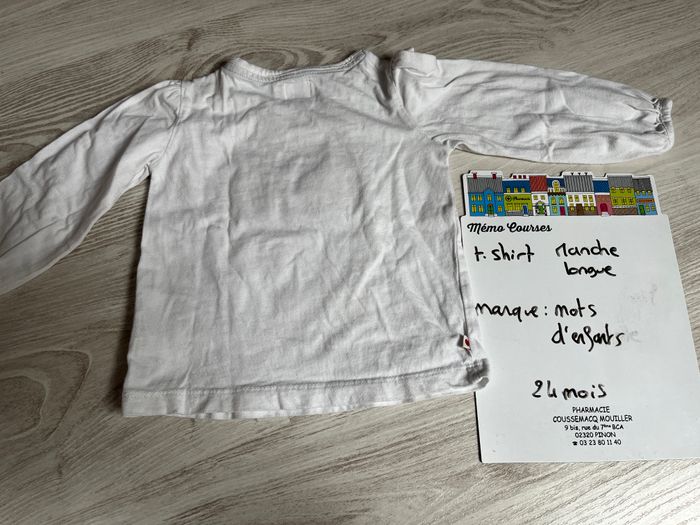 Pharmacie
Mémo Courses
t.shirt Manche
longue
marque : mots
d'enfants
24 mois
PHARMACIE
COUSSEMACQ MOUILLER
9 bis, rue du 7ème BCA
02320 PINON
☎ 03 23 80 11 40